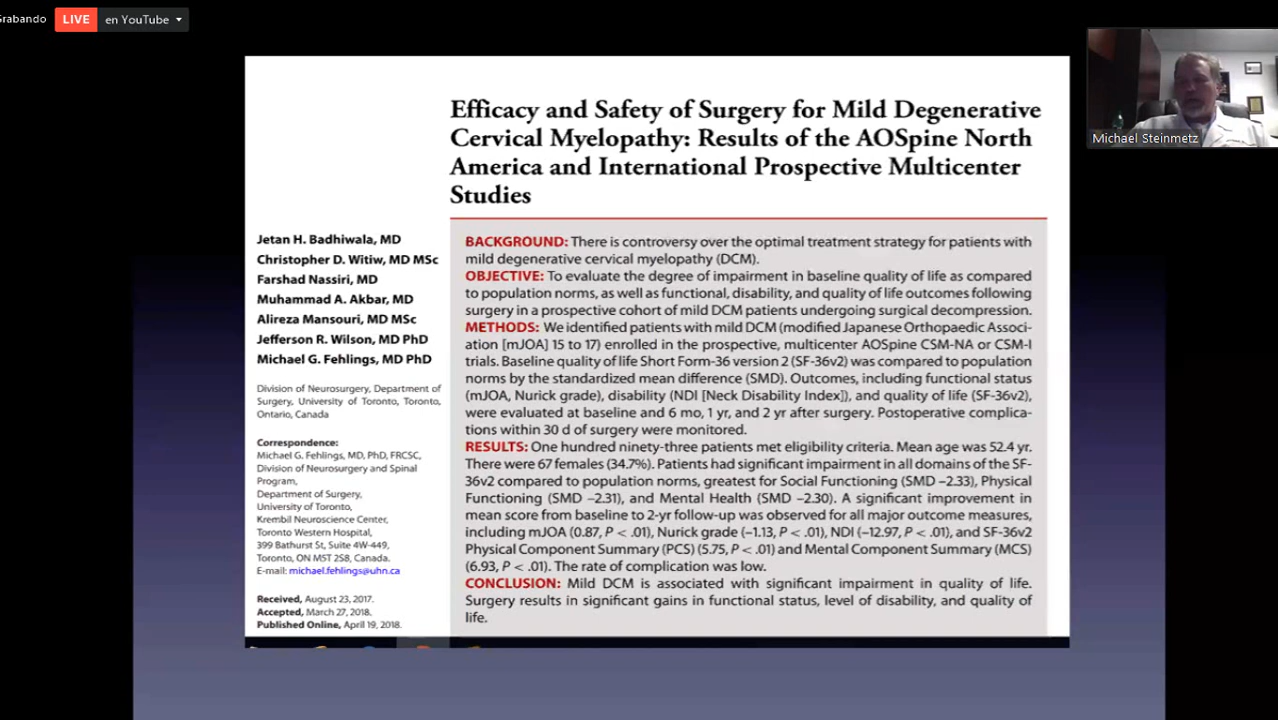 Grabando
LIVE en YouTube
Michael Steinmetz
Efficacy and Safety of Surgery for Mild Degenerative
Cervical Myelopathy: Results of the AOSpine North
America and International Prospective Multicenter
Studies
Jetan H. Badhiwala, MD
Christopher D. Witiw, MD MSc
Farshad Nassiri, MD
Muhammad A. Akbar, MD
Alireza Mansouri, MD MSc
Jefferson R. Wilson, MD PhD
Michael G. Fehlings, MD PhD
Division of Neurosurgery, Department of
Surgery, University of Toronto, Toronto,
Ontario, Canada
Correspondence:
Michael G. Fehlings, MD, PhD, FRCSC,
Division of Neurosurgery and Spinal
Program,
Department of Surgery,
University of Toronto,
Krembil Neuroscience Center,
Toronto Western Hospital,
399 Bathurst St, Suite 4W-449,
Toronto, ON M5T 2S8, Canada.
E-mail: michael.fehlings@uhn.ca
Received, August 23, 2017.
Accepted, March 27, 2018.
Published Online, April 19, 2018.
BACKGROUND: There is controversy over the optimal treatment strategy for patients with
mild degenerative cervical myelopathy (DCM).
OBJECTIVE: To evaluate the degree of impairment in baseline quality of life as compared
to population norms, as well as functional, disability, and quality of life outcomes following
surgery in a prospective cohort of mild DCM patients undergoing surgical decompression.
METHODS: We identified patients with mild DCM (modified Japanese Orthopaedic Associ-
ation [mJOA] 15 to 17) enrolled in the prospective, multicenter AOSpine CSM-NA or CSM-I
trials. Baseline quality of life Short Form-36 version 2 (SF-36v2) was compared to population
norms by the standardized mean difference (SMD). Outcomes, including functional status
(mJOA, Nurick grade), disability (NDI [Neck Disability Index]), and quality of life (SF-36v2),
were evaluated at baseline and 6 mo, 1 yr, and 2 yr after surgery. Postoperative complica-
tions within 30 d of surgery were monitored.
RESULTS: One hundred ninety-three patients met eligibility criteria. Mean age was 52.4 yr.
There were 67 females (34.7%). Patients had significant impairment in all domains of the SF-
36v2 compared to population norms, greatest for Social Functioning (SMD –2.33), Physical
Functioning (SMD –2.31), and Mental Health (SMD –2.30). A significant improvement in
mean score from baseline to 2-yr follow-up was observed for all major outcome measures,
including mJOA (0.87, P < .01), Nurick grade (–1.13, P < .01), NDI (–12.97, P < .01), and SF-36v2
Physical Component Summary (PCS) (5.75, P < .01) and Mental Component Summary (MCS)
(6.93, P < .01). The rate of complication was low.
CONCLUSION: Mild DCM is associated with significant impairment in quality of life.
Surgery results in significant gains in functional status, level of disability, and quality of
life.